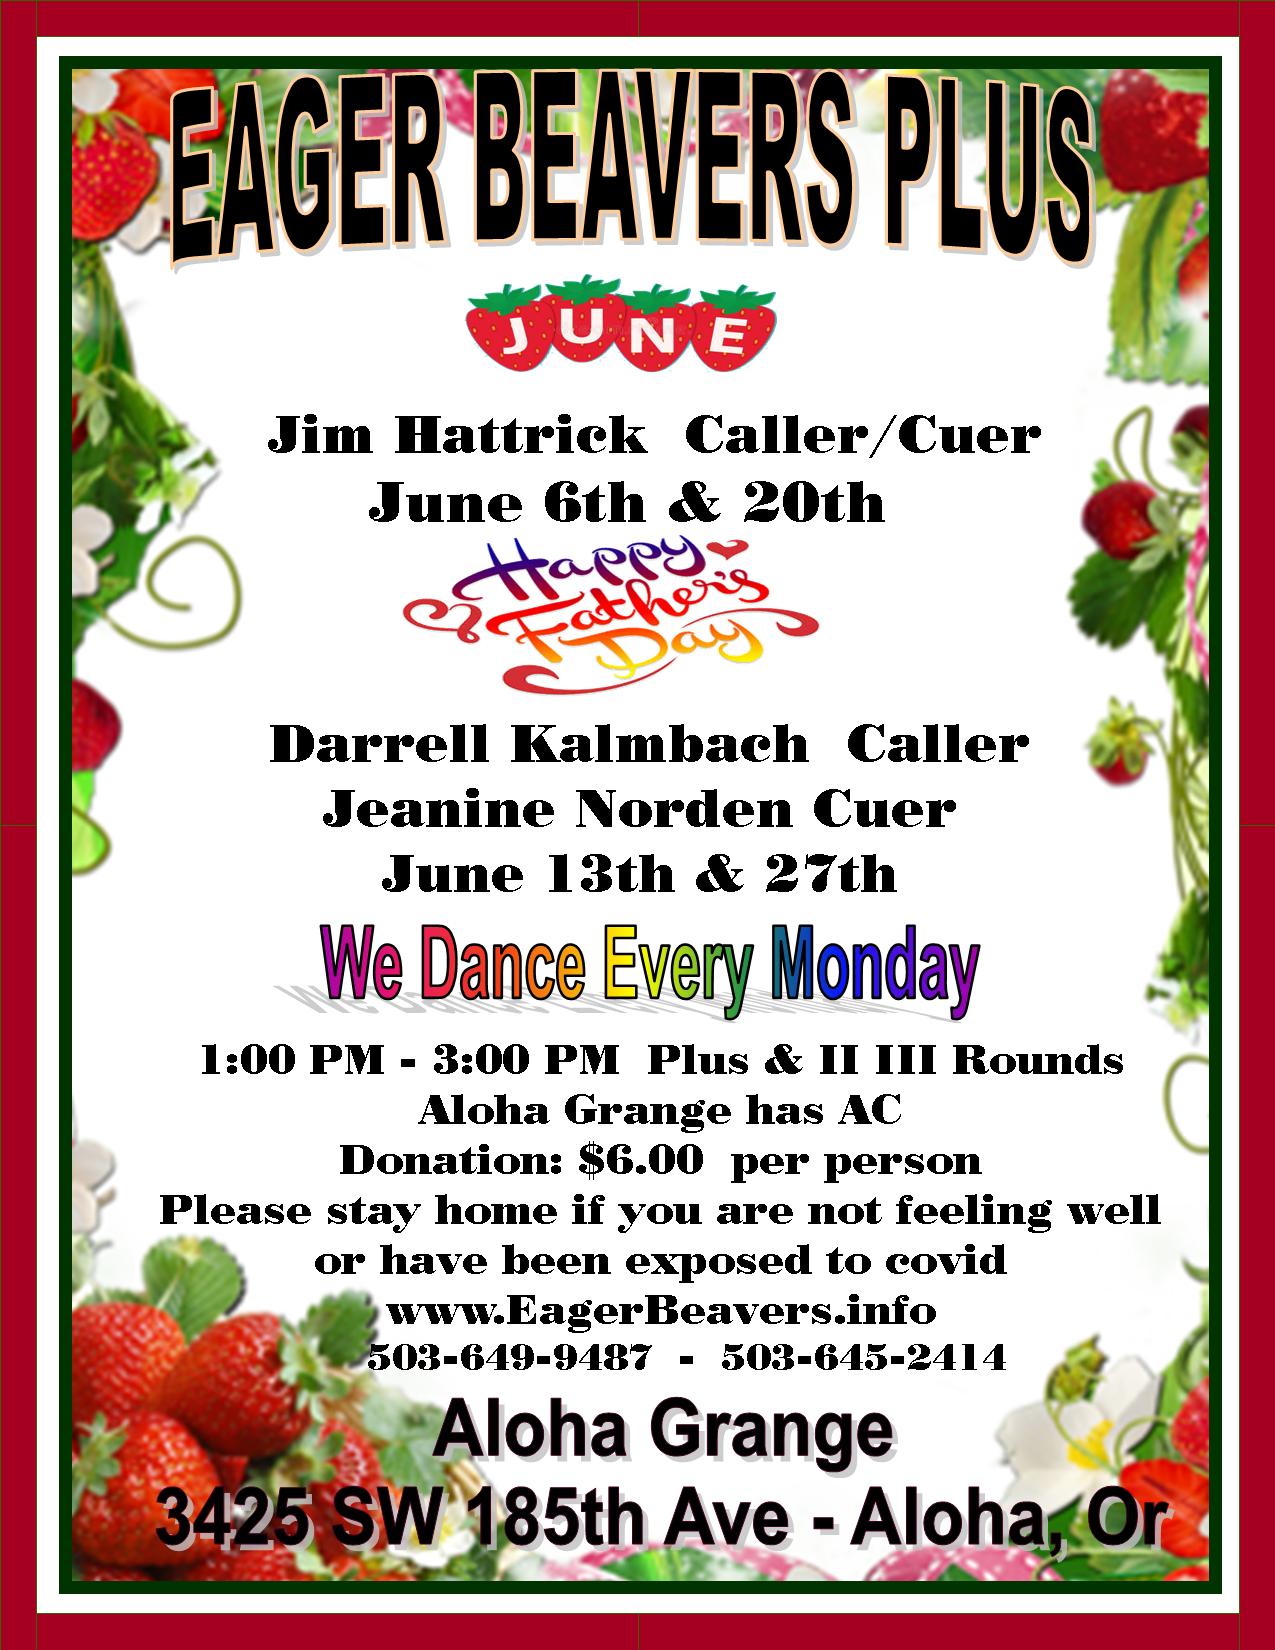 EAGER BEAVERS PLUS
JUNE
Jim Hattrick Caller/Cuer
June 6th & 20th
Happy
Father's
Day
Darrell Kalmbach Caller
Jeanine Norden Cuer
June 13th & 27th
We Dance Every Monday
1:00 PM - 3:00 PM Plus & II III Rounds
Aloha Grange has AC
Donation: $6.00 per person
Please stay home if you are not feeling well
or have been exposed to covid
www.EagerBeavers.info
503-649-9487 - 503-645-2414
Aloha Grange
3425 SW 185th Ave - Aloha, Or